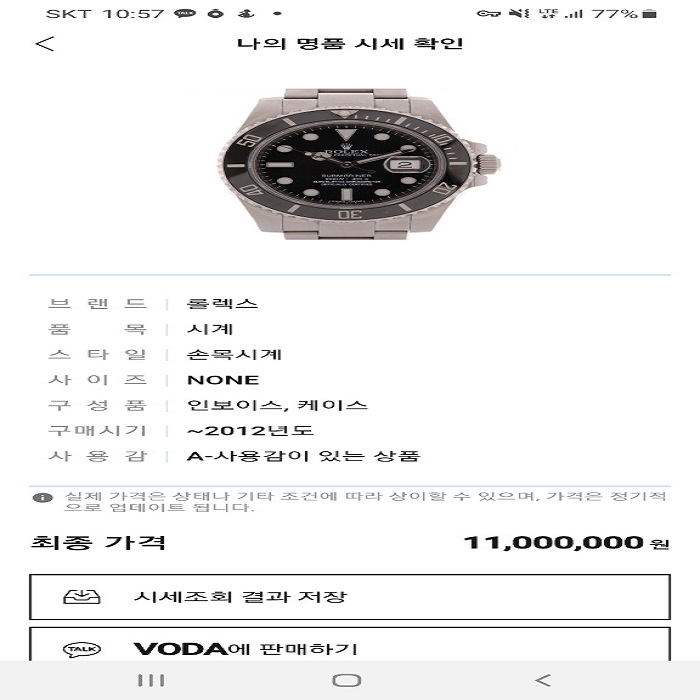 SKT 10:57
LTE 77%
나의 명품 시세 확인
50 60
ROLEX
SUBMARINER
2
40 20
30
브랜드 | 롤렉스
품목 | 시계
스타일 | 손목시계
사이즈 | NONE
구성품 | 인보이스, 케이스
구매시기 | ~2012년도
사용감 | A-사용감이 있는 상품
실제 가격은 상태나 기타 조건에 따라 상이할 수 있으며, 가격은 정기적
으로 업데이트 됩니다.
최종 가격 11,000,000 원
시세조회 결과 저장
TALK VODA에 판매하기